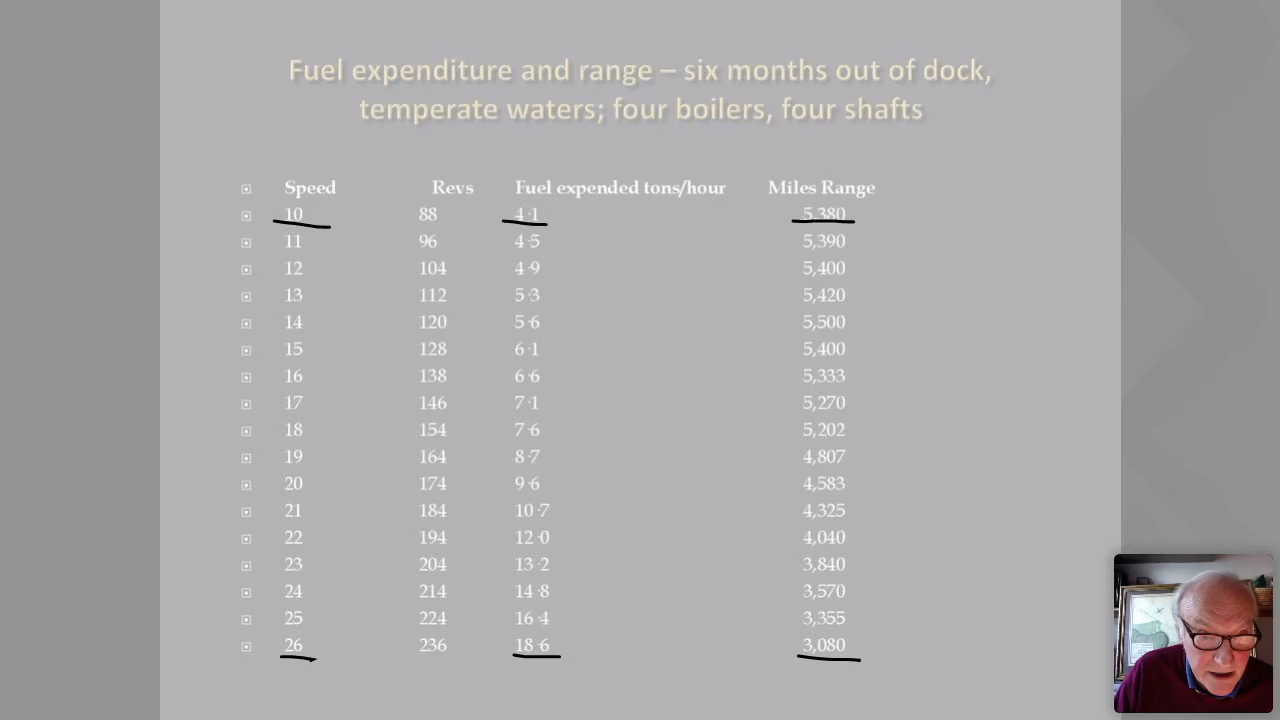 Fuel expenditure and range – six months out of dock,
temperate waters; four boilers, four shafts
Speed Revs Fuel expended tons/hour Miles Range
10 88 4·1 5,380
11 96 4·5 5,390
12 104 4·9 5,400
13 112 5·3 5,420
14 120 5·6 5,500
15 128 6·1 5,400
16 138 6·6 5,333
17 146 7·1 5,270
18 154 7·6 5,202
19 164 8·7 4,807
20 174 9·6 4,583
21 184 10·7 4,325
22 194 12·0 4,040
23 204 13·2 3,840
24 214 14·8 3,570
25 224 16·4 3,355
26 236 18·6 3,080